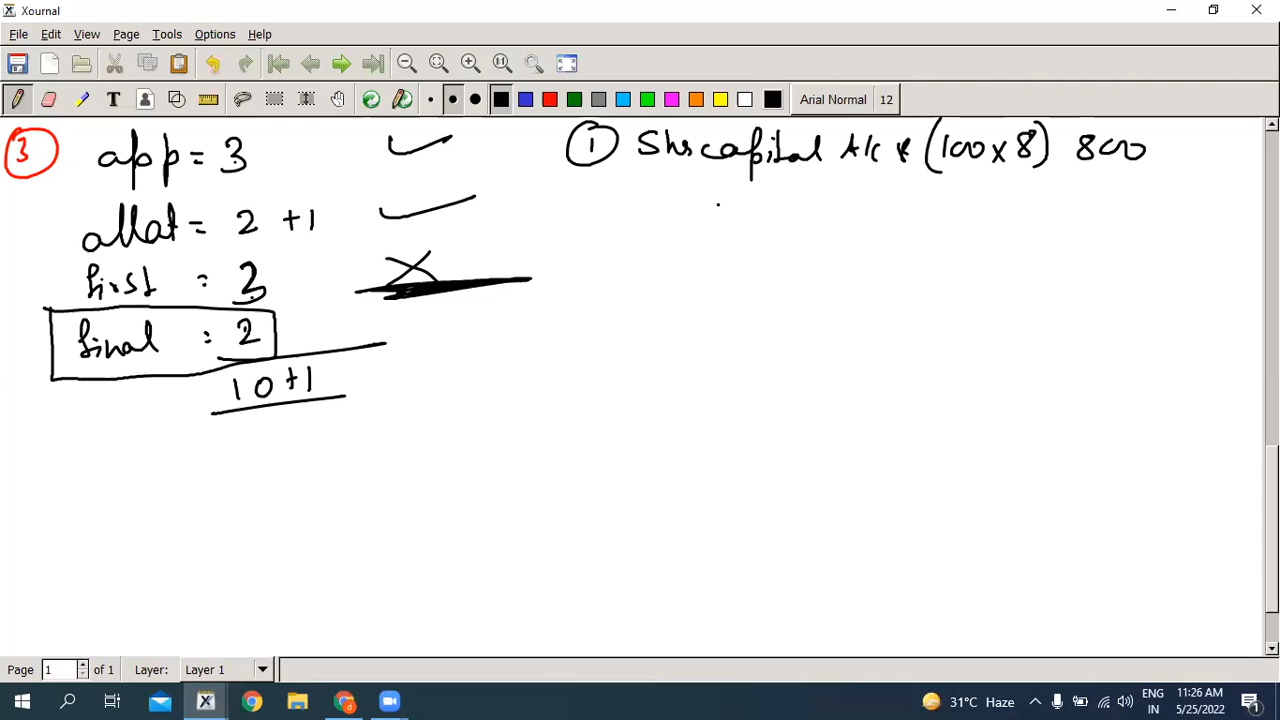 Xournal
File Edit View Page Tools Options Help
Arial Normal 12
3 app = 3
allot = 2 +1
first : 3
final : 2
10+1
1 Shr capital A/c (100 x 8) 800
Page 1 of 1 Layer: Layer 1
31°C Haze
ENG
IN
11:26 AM
5/25/2022
1